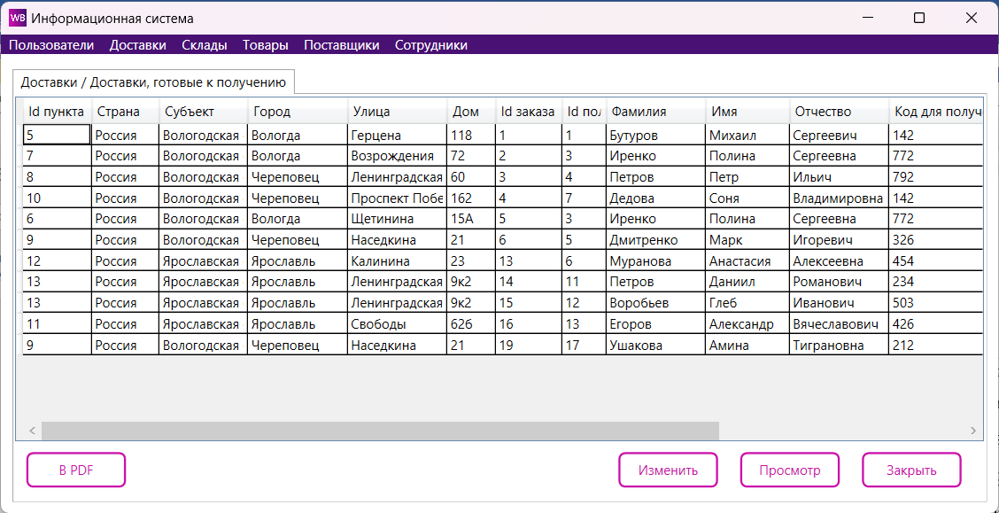 WB Информационная система
Пользователи Доставки Склады Товары Поставщики Сотрудники
Доставки / Доставки, готовые к получению
Id пункта Страна Субъект Город Улица Дом Id заказа Id пол Фамилия Имя Отчество Код для получ
5 Россия Вологодская Вологда Герцена 118 1 1 Бутуров Михаил Сергеевич 142
7 Россия Вологодская Вологда Возрождения 72 2 3 Иренко Полина Сергеевна 772
8 Россия Вологодская Череповец Ленинградская 60 3 4 Петров Петр Ильич 792
10 Россия Вологодская Череповец Проспект Побе 162 4 7 Дедова Соня Владимировна 142
6 Россия Вологодская Вологда Щетинина 15А 5 3 Иренко Полина Сергеевна 772
9 Россия Вологодская Череповец Наседкина 21 6 5 Дмитренко Марк Игоревич 326
12 Россия Ярославская Ярославль Калинина 23 13 6 Муранова Анастасия Алексеевна 454
13 Россия Ярославская Ярославль Ленинградская 9к2 14 11 Петров Даниил Романович 234
13 Россия Ярославская Ярославль Ленинградская 9к2 15 12 Воробьев Глеб Иванович 503
11 Россия Ярославская Ярославль Свободы 62б 16 13 Егоров Александр Вячеславович 426
9 Россия Вологодская Череповец Наседкина 21 19 17 Ушакова Амина Тиграновна 212
В PDF Изменить Просмотр Закрыть